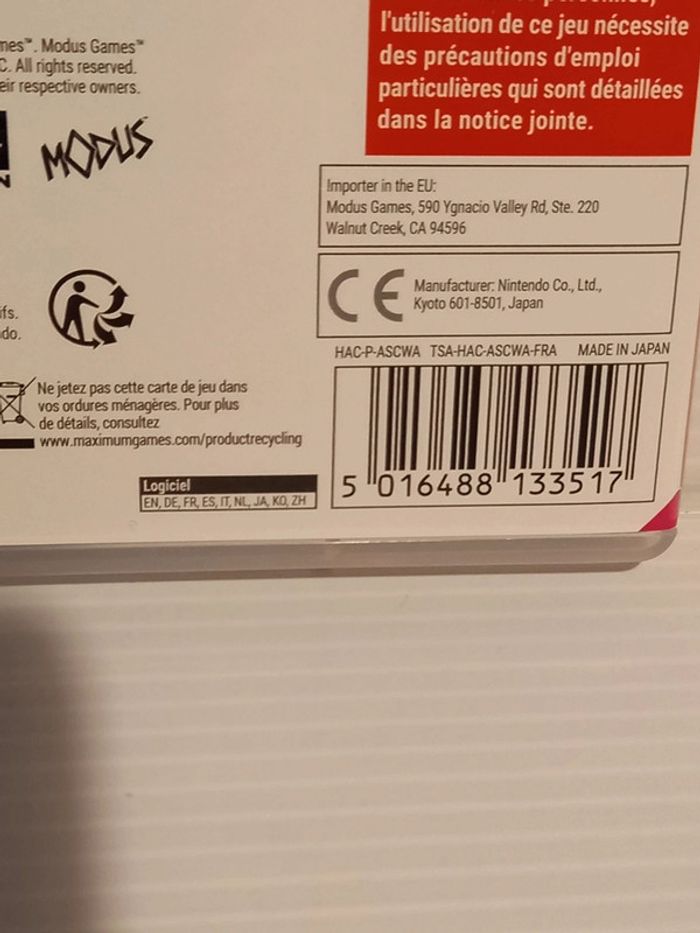 l'utilisation de ce jeu nécessite
des précautions d'emploi
particulières qui sont détaillées
dans la notice jointe.
Modus Games™
All rights reserved.
respective owners.
MODUS
Importer in the EU:
Modus Games, 590 Ygnacio Valley Rd, Ste. 220
Walnut Creek, CA 94596
CE
Manufacturer: Nintendo Co., Ltd.,
Kyoto 601-8501, Japan
HAC-P-ASCWA TSA-HAC-ASCWA-FRA MADE IN JAPAN
Ne jetez pas cette carte de jeu dans
vos ordures ménagères. Pour plus
de détails, consultez
www.maximumgames.com/productrecycling
Logiciel
EN, DE, FR, ES, IT, NL, JA, KO, ZH
5 016488 133517